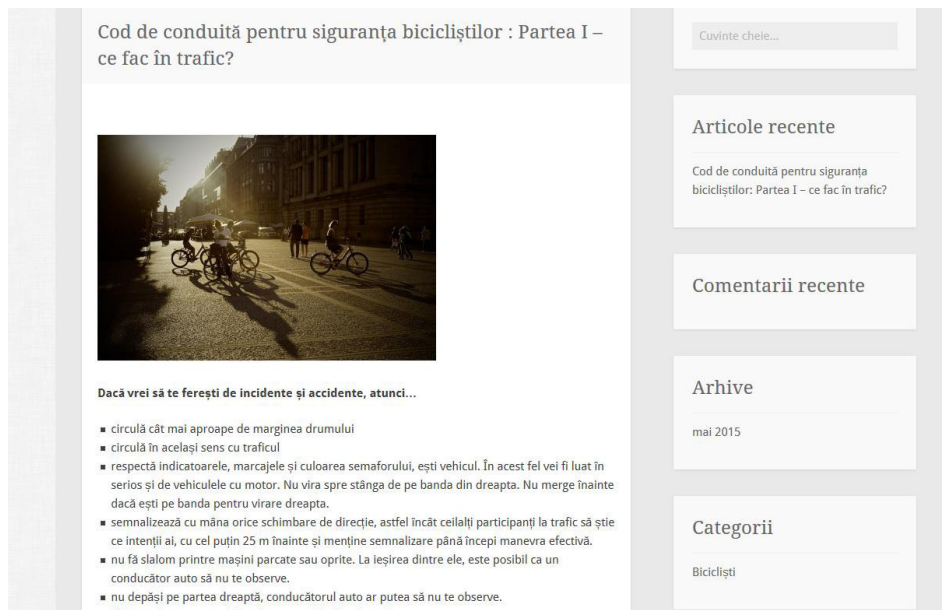 Cod de conduită pentru siguranța bicicliștilor : Partea I –
ce fac în trafic?
Dacă vrei să te ferești de incidente și accidente, atunci...
circulă cât mai aproape de marginea drumului
circulă în același sens cu traficul
respectă indicatoarele, marcajele și culoarea semaforului, ești vehicul. În acest fel vei fi luat în
serios și de vehiculele cu motor. Nu vira spre stânga de pe banda din dreapta. Nu merge înainte
dacă ești pe banda pentru virare dreapta.
semnalizează cu mâna orice schimbare de direcție, astfel încât ceilalți participanți la trafic să știe
ce intenții ai, cu cel puțin 25 m înainte și menține semnalizare până începi manevra efectivă.
nu fă slalom printre mașini parcate sau oprite. La ieșirea dintre ele, este posibil ca un
conducător auto să nu te observe.
nu depăși pe partea dreaptă, conducătorul auto ar putea să nu te observe.
Cuvinte cheie...
Articole recente
Cod de conduită pentru siguranța
bicicliștilor: Partea I – ce fac în trafic?
Comentarii recente
Arhive
mai 2015
Categorii
Bicicliști